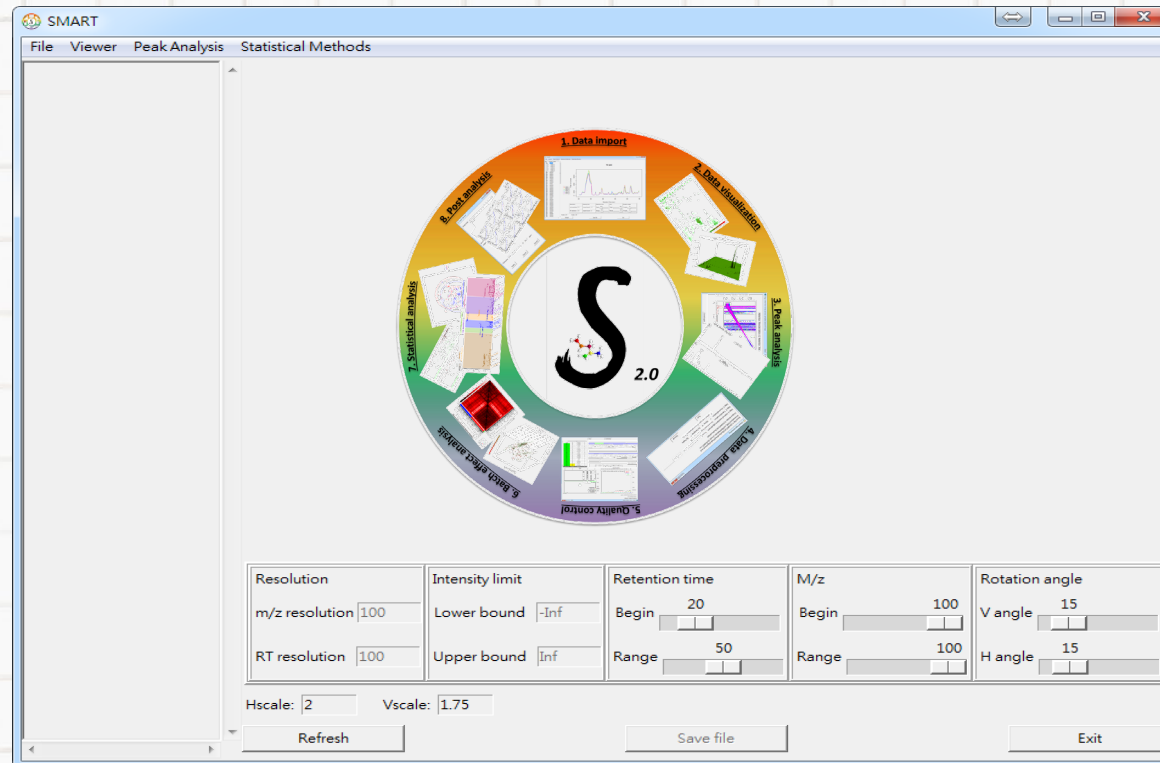 SMART
File Viewer Peak Analysis Statistical Methods
1. Data import
2. Data visualization
3. Peak analysis
4. Data preprocessing
5. Quality control
6. Batch effect analysis
7. Statistical analysis
8. Post analysis
S
2.0
Resolution
m/z resolution 100
RT resolution 100
Intensity limit
Lower bound -Inf
Upper bound Inf
Retention time
Begin 20
Range 50
M/z
Begin 100
Range 100
Rotation angle
V angle 15
H angle 15
Hscale: 2 Vscale: 1.75
Refresh Save file Exit